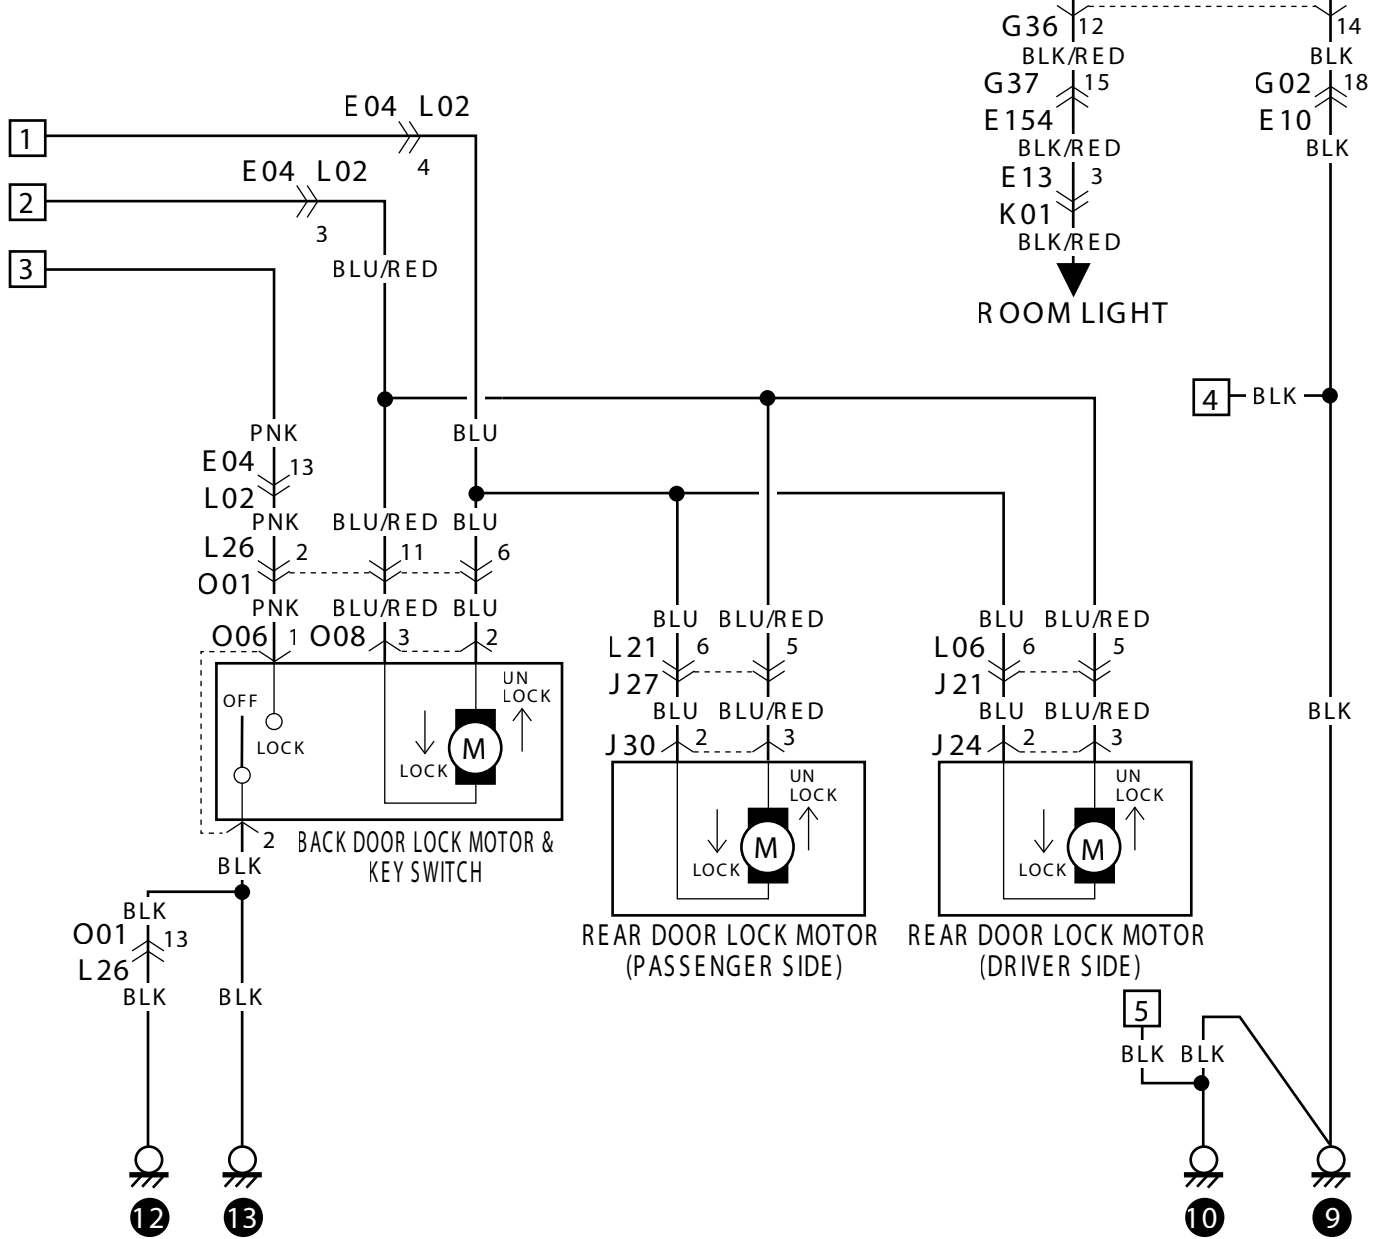 G36 12 14
BLK/RED BLK
G37 15 G02 18
E154 E10
BLK/RED BLK
E13 3
K01
BLK/RED
ROOM LIGHT
E04 L02
1
4
E04 L02
2
3
BLU/RED
3
4 BLK
PNK BLU
E04 13
L02
PNK BLU/RED BLU
L26 2 11 6
O01
PNK BLU/RED BLU
O06 1 O08 3 2
BLU BLU/RED BLU BLU/RED
L21 6 5 L06 6 5
J27 J21
BLU BLU/RED BLU BLU/RED
BLK
J30 2 3 J24 2 3
OFF
LOCK
UN
LOCK
LOCK
M
2
BACK DOOR LOCK MOTOR &
KEY SWITCH
UN
LOCK
LOCK
M
REAR DOOR LOCK MOTOR
(PASSENGER SIDE)
UN
LOCK
LOCK
M
REAR DOOR LOCK MOTOR
(DRIVER SIDE)
BLK
BLK
O01 13
L26
BLK BLK
5
BLK BLK
12 13 10 9